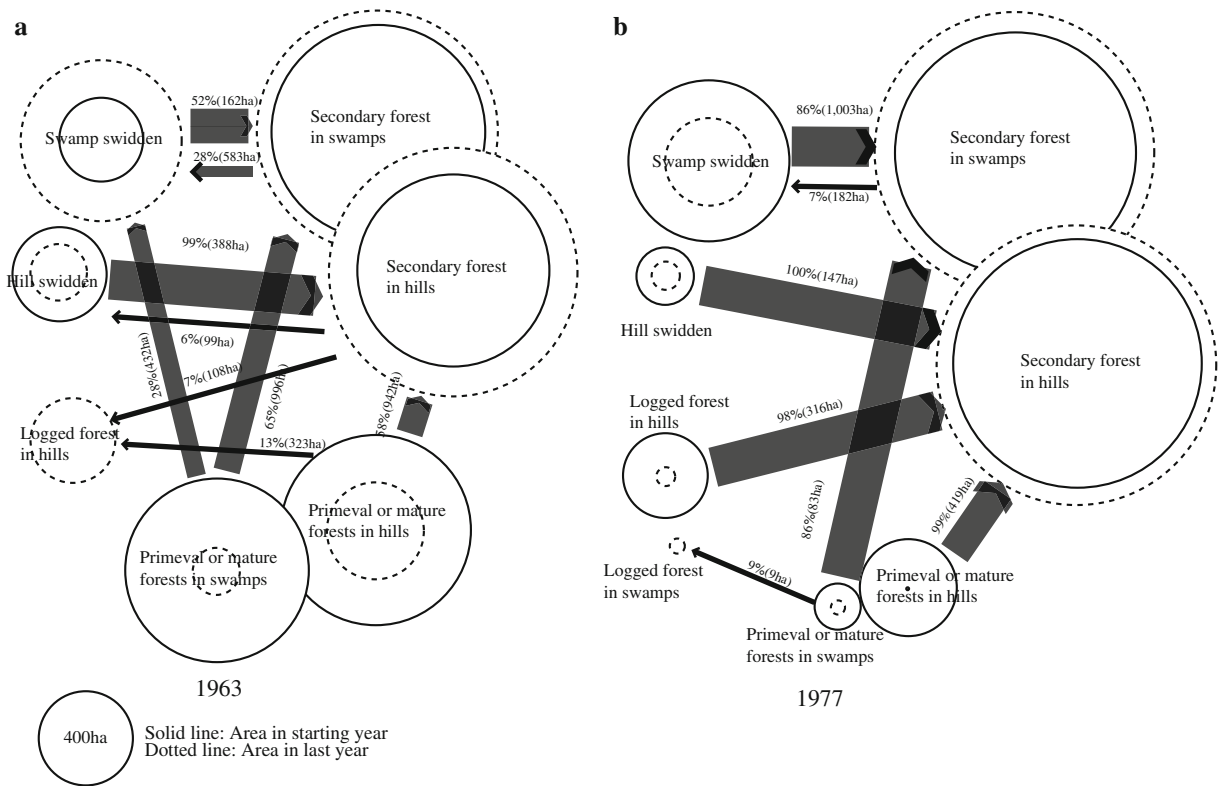 a
52%(162ha)
Swamp swidden
28%(583ha)
Secondary forest
in swamps
99%(388ha)
Hill swidden
Secondary forest
in hills
6%(99ha)
28%(432ha)
7%(108ha)
65%(996ha)
58%(942ha)
Logged forest
in hills
13%(323ha)
Primeval or mature
forests in hills
Primeval or mature
forests in swamps
1963
400ha
Solid line: Area in starting year
Dotted line: Area in last year
b
86%(1,003ha)
Swamp swidden
7%(182ha)
Secondary forest
in swamps
100%(147ha)
Hill swidden
Secondary forest
in hills
Logged forest
in hills
98%(316ha)
86%(83ha)
99%(419ha)
Logged forest
in swamps
9%(9ha)
Primeval or mature
forests in hills
Primeval or mature
forests in swamps
1977